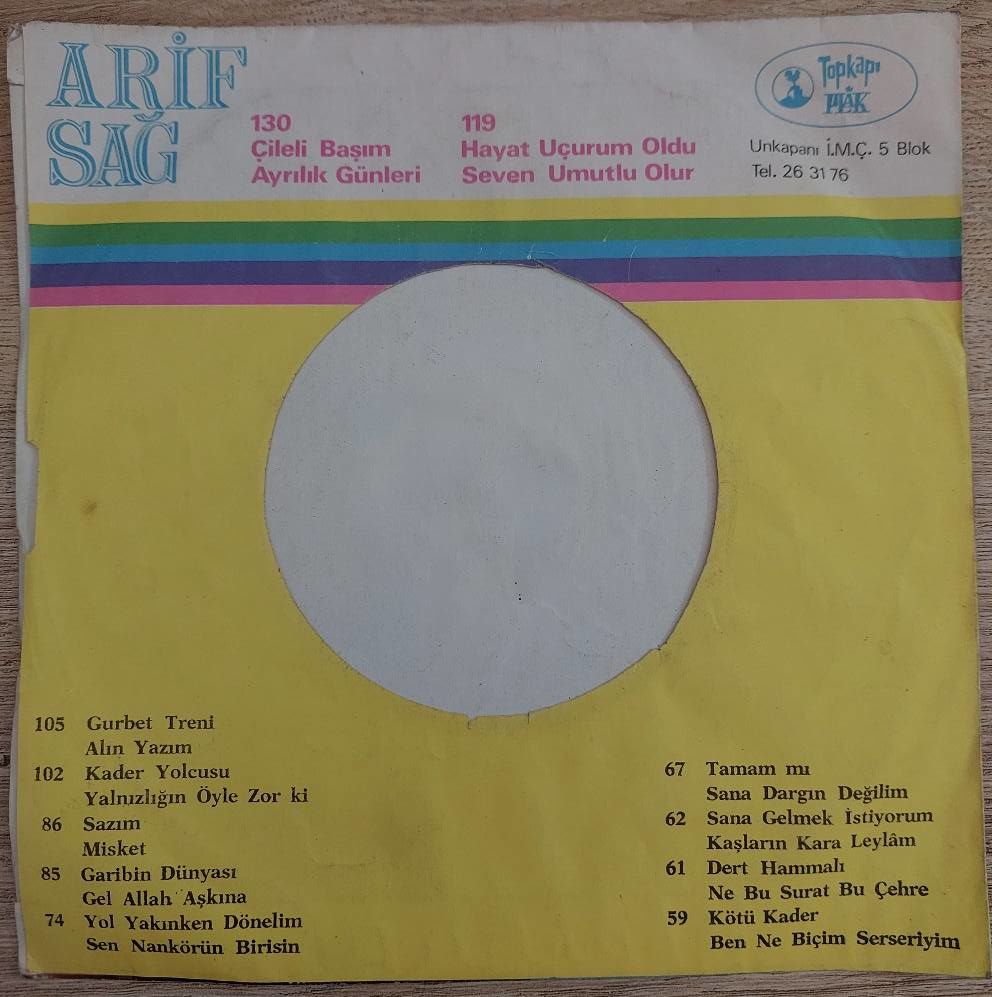 ARİF
SAĞ
130
Çileli Başım
Ayrılık Günleri
119
Hayat Uçurum Oldu
Seven Umutlu Olur
Topkapı
PLÂK
Unkapanı İ.M.Ç. 5 Blok
Tel. 26 31 76
105 Gurbet Treni
Alın Yazım
102 Kader Yolcusu
Yalnızlığın Öyle Zor ki
86 Sazım
Misket
85 Garibin Dünyası
Gel Allah Aşkına
74 Yol Yakınken Dönelim
Sen Nankörün Birisin
67 Tamam mı
Sana Dargın Değilim
62 Sana Gelmek İstiyorum
Kaşların Kara Leylâm
61 Dert Hammalı
Ne Bu Surat Bu Çehre
59 Kötü Kader
Ben Ne Biçim Serseriyim